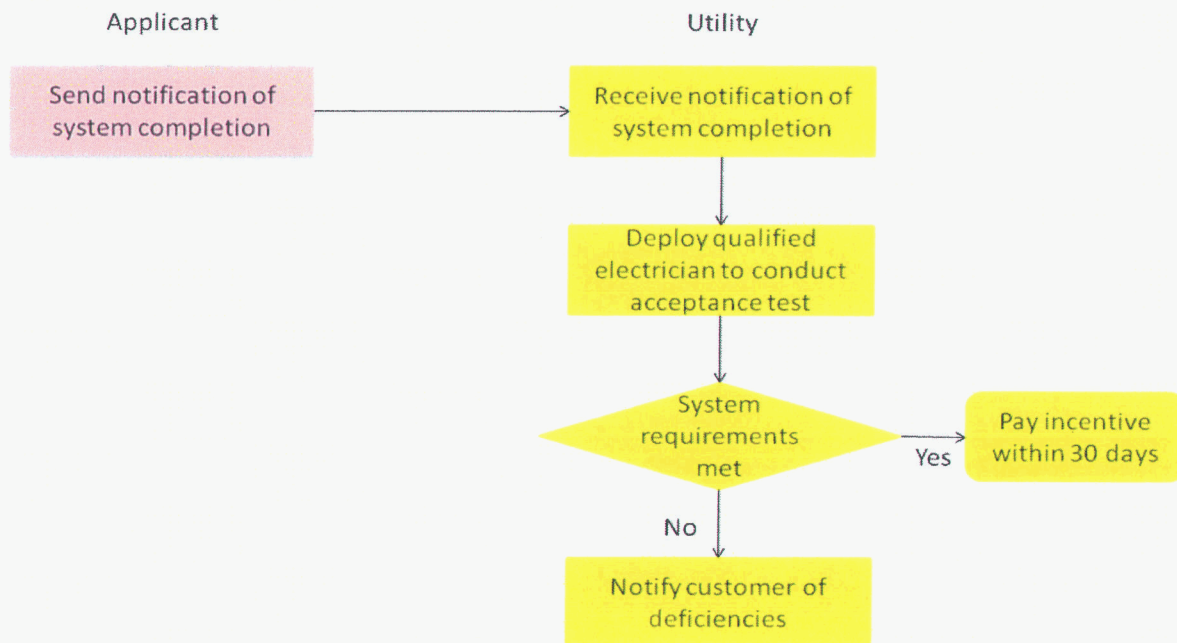 Applicant
Utility
Send notification of
system completion
Receive notification of
system completion
Deploy qualified
electrician to conduct
acceptance test
System
requirements
met
Yes
Pay incentive
within 30 days
No
Notify customer of
deficiencies